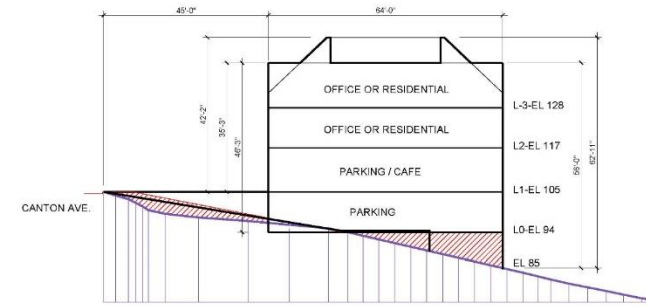 45'-0"
64'-0"
OFFICE OR RESIDENTIAL
L-3-EL 128
42'-2"
35'-3"
46'-3"
OFFICE OR RESIDENTIAL
L2-EL 117
56'-0"
62'-11"
PARKING / CAFE
L1-EL 105
CANTON AVE.
PARKING
L0-EL 94
EL 85